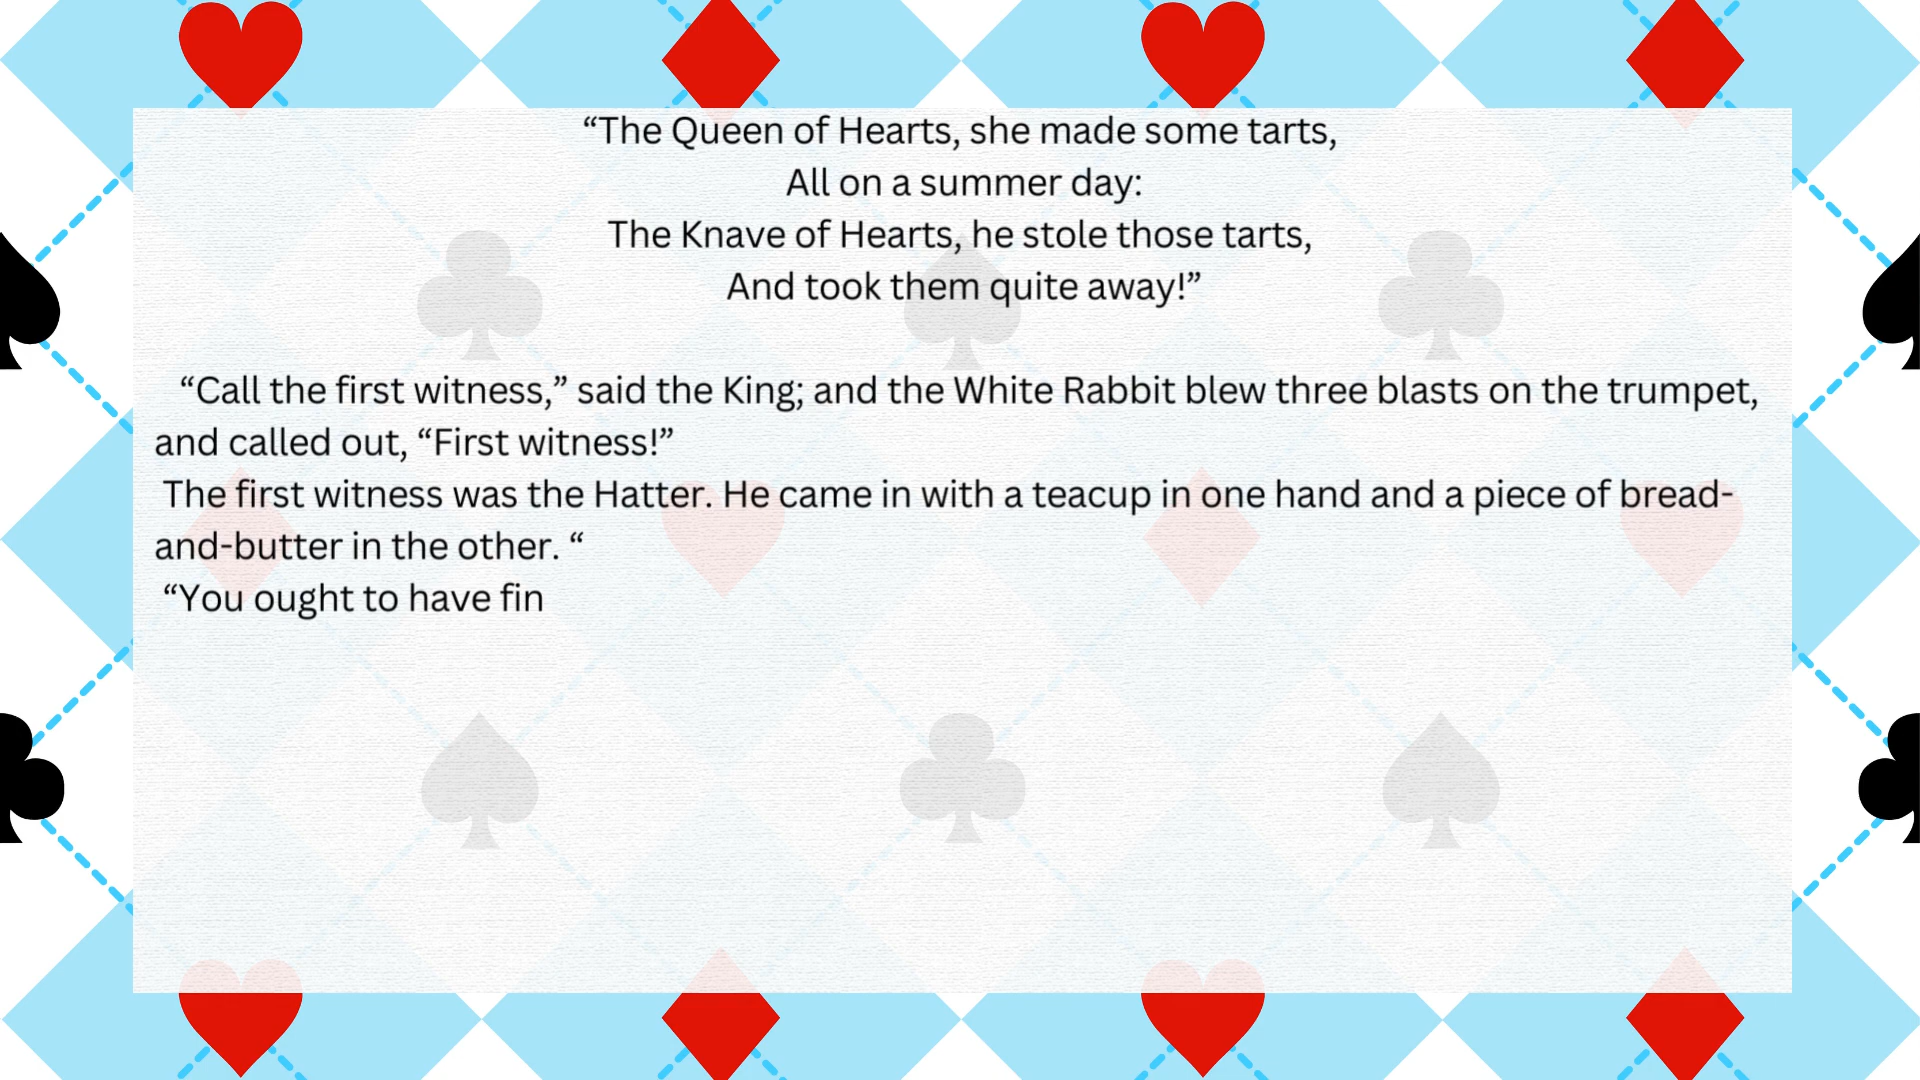 “The Queen of Hearts, she made some tarts,
All on a summer day:
The Knave of Hearts, he stole those tarts,
And took them quite away!”
“Call the first witness,” said the King; and the White Rabbit blew three blasts on the trumpet,
and called out, “First witness!”
The first witness was the Hatter. He came in with a teacup in one hand and a piece of bread-
and-butter in the other. “
“You ought to have fin